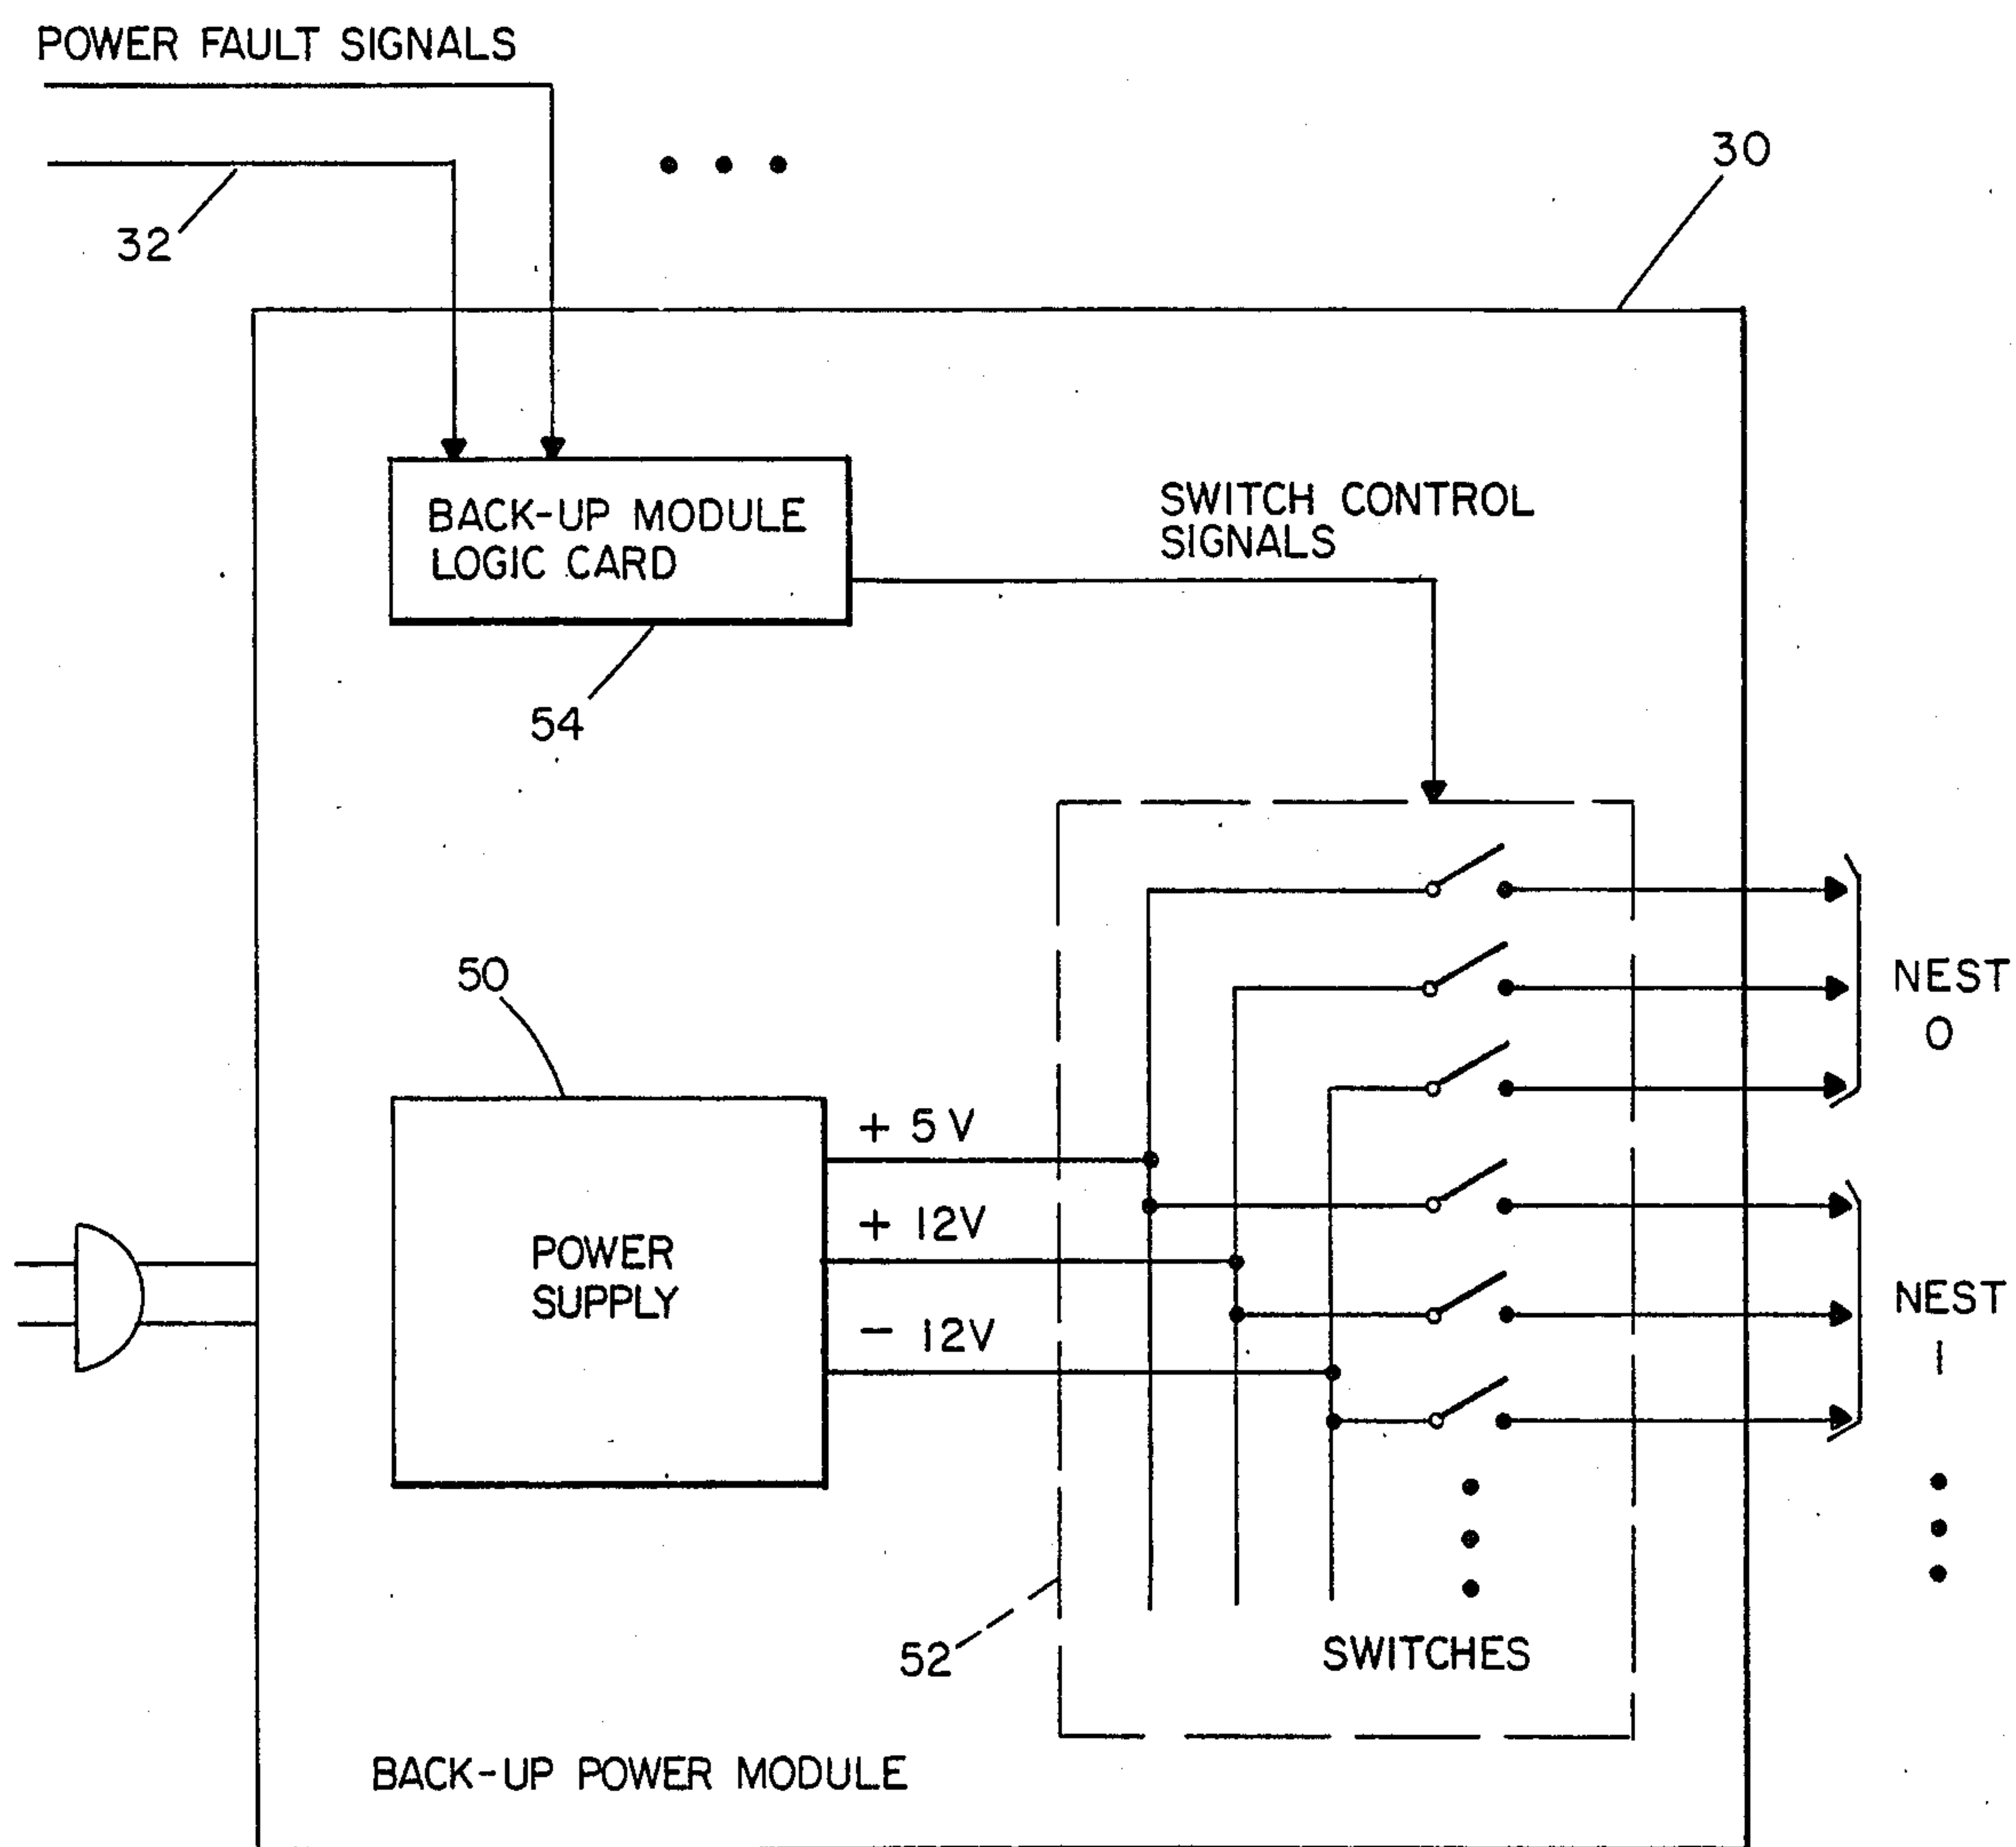 POWER FAULT SIGNALS
32
30
BACK-UP MODULE
LOGIC CARD
54
SWITCH CONTROL
SIGNALS
50
POWER
SUPPLY
+ 5V
+ 12V
- 12V
NEST
0
NEST
1
52
SWITCHES
BACK-UP POWER MODULE